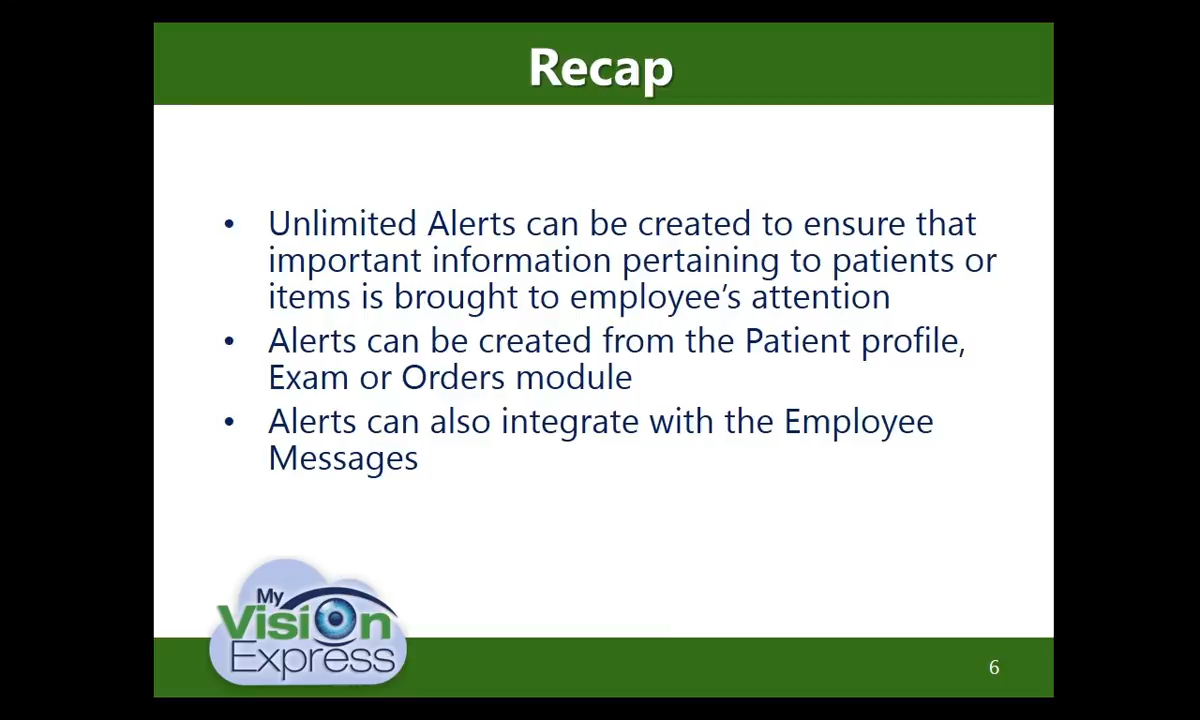 Recap
• Unlimited Alerts can be created to ensure that
important information pertaining to patients or
items is brought to employee’s attention
• Alerts can be created from the Patient profile,
Exam or Orders module
• Alerts can also integrate with the Employee
Messages
My
Vision
Express
6